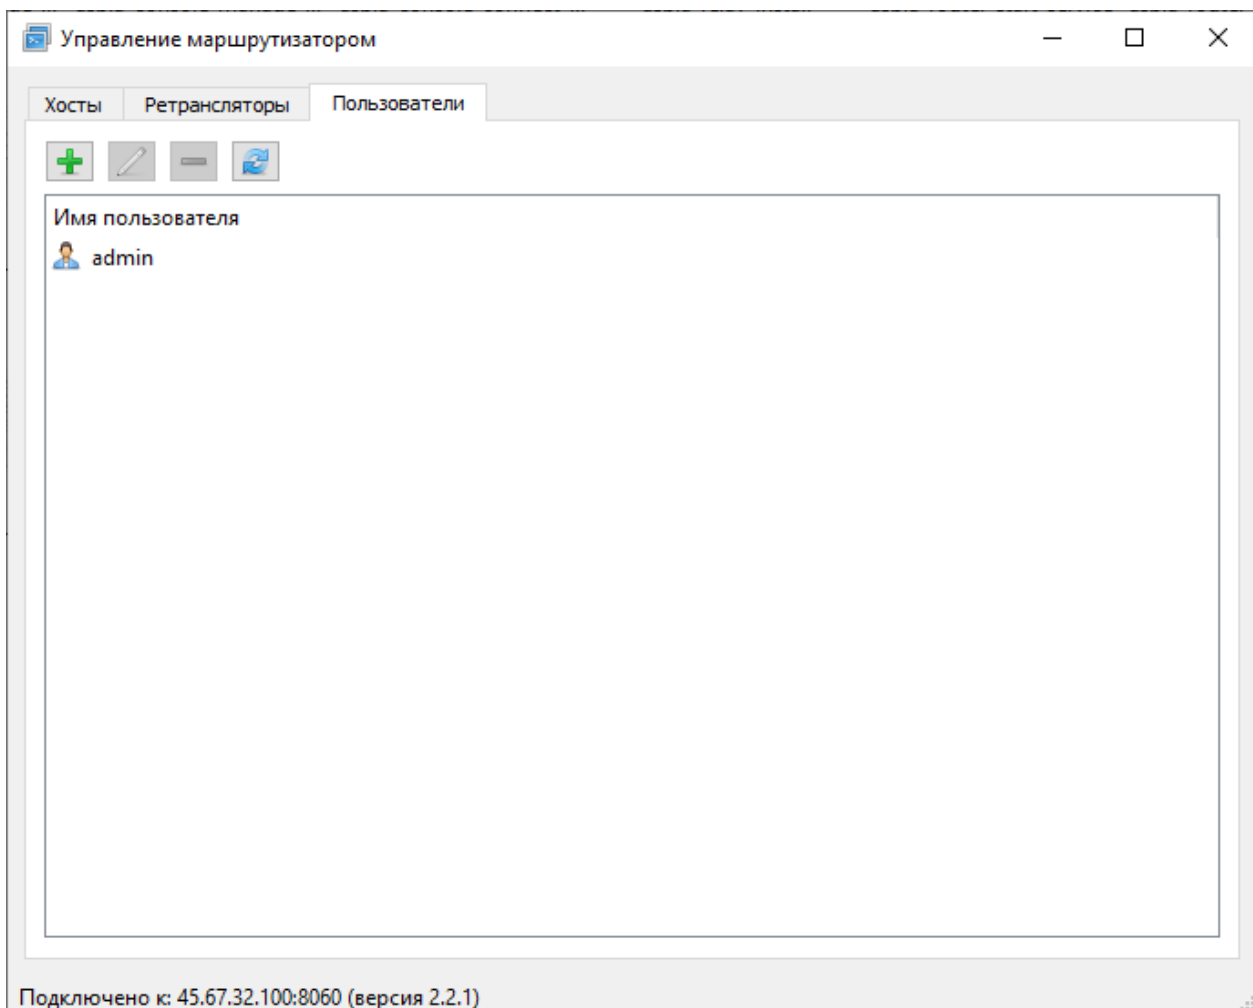 Управление маршрутизатором
Хосты Ретрансляторы Пользователи
Имя пользователя
admin
Подключено к: 45.67.32.100:8060 (версия 2.2.1)